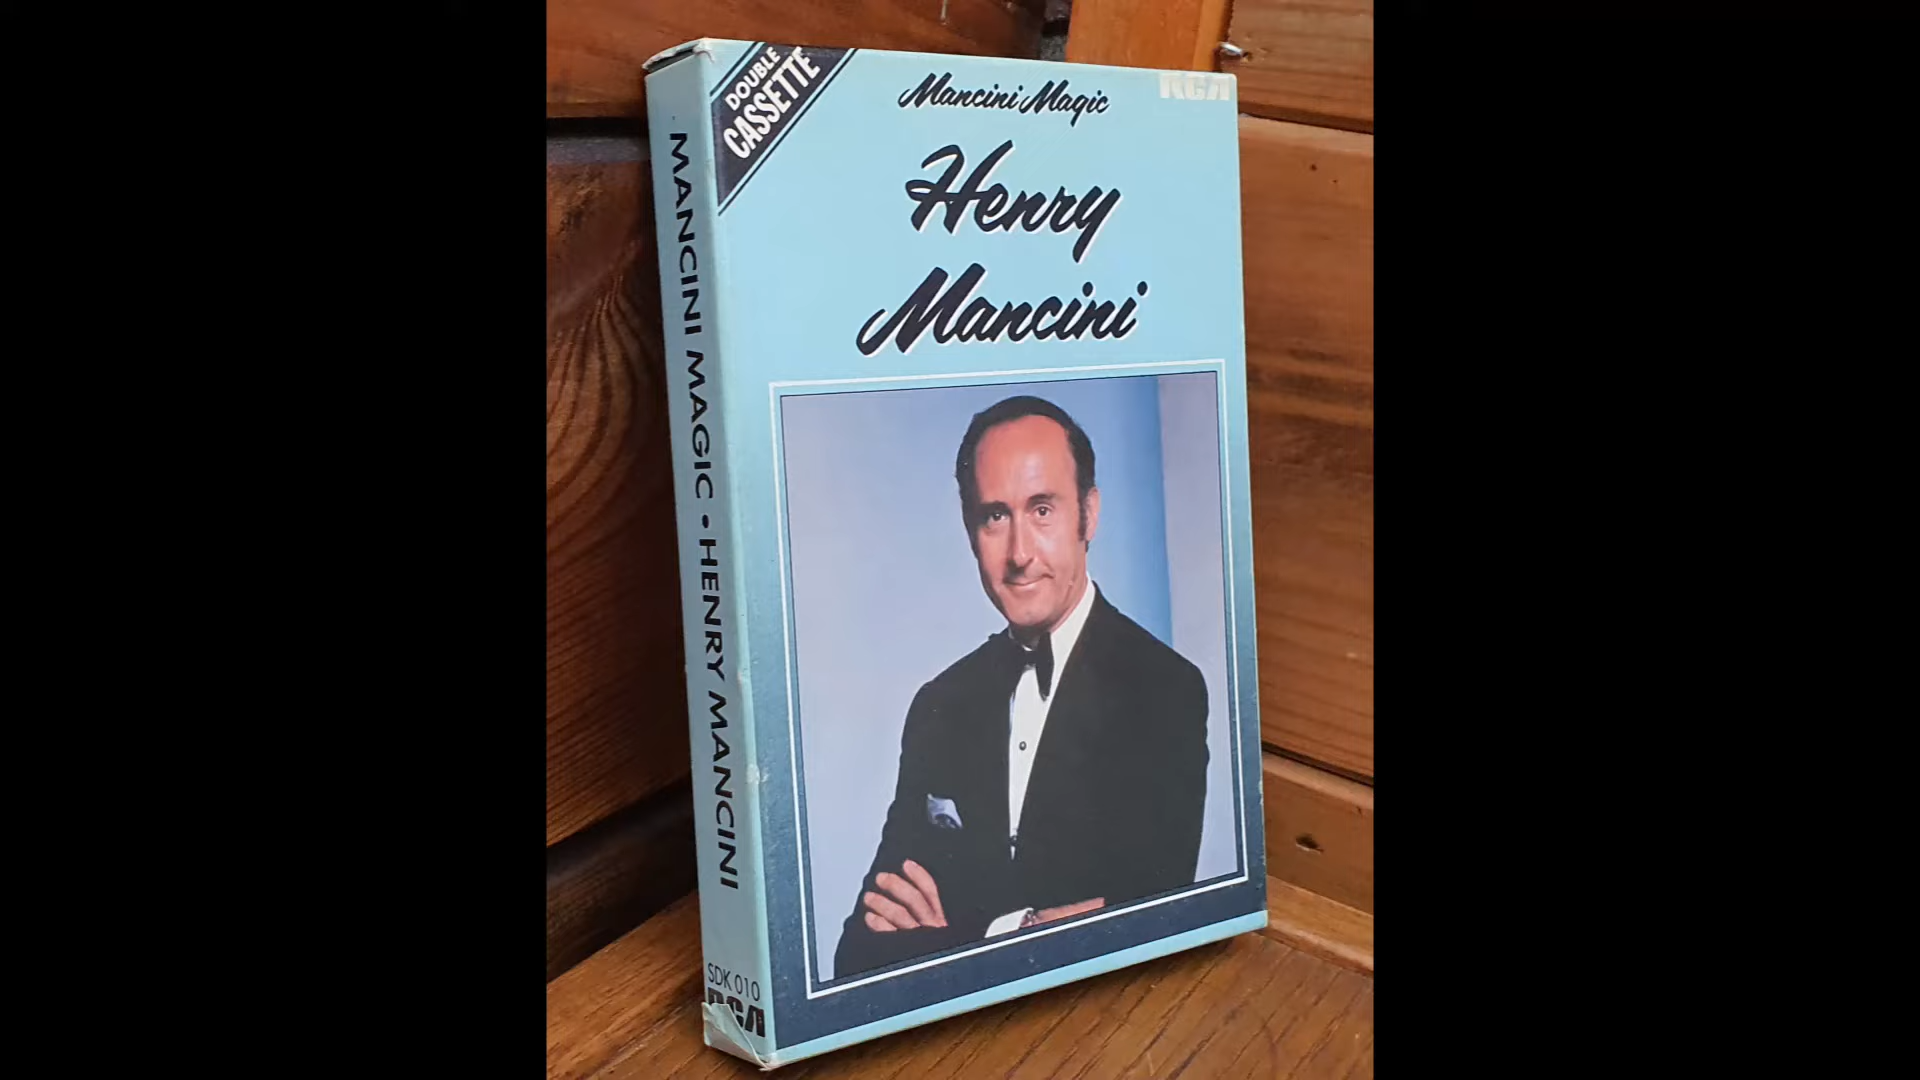 DOUBLE
CASSETTE
Mancini Magic
RCA
Henry
Mancini
MANCINI MAGIC • HENRY MANCINI
SDK 010
RCA